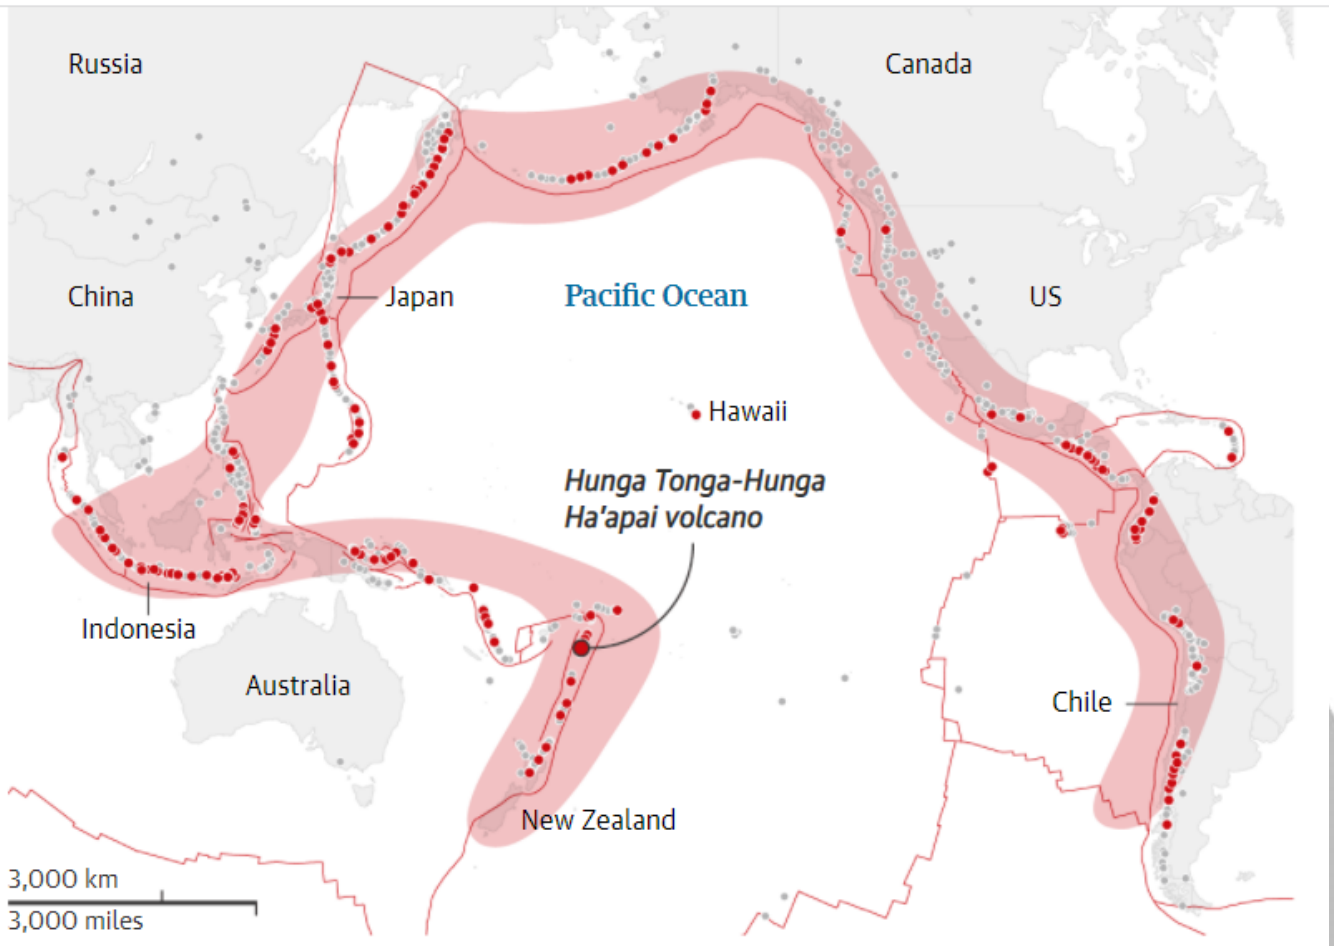 Russia
Canada
China
Japan
Pacific Ocean
US
Hawaii
Hunga Tonga-Hunga
Ha'apai volcano
Indonesia
Australia
Chile
New Zealand
3,000 km
3,000 miles